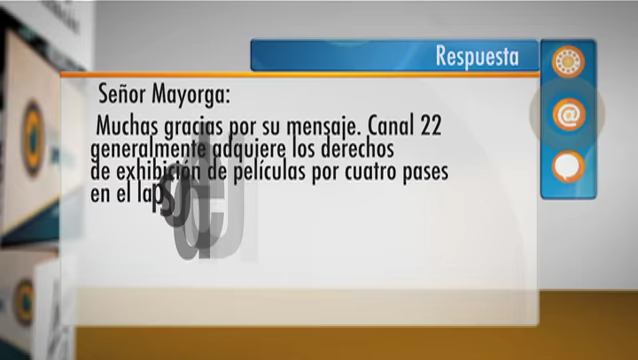 Respuesta
Señor Mayorga:
Muchas gracias por su mensaje. Canal 22
generalmente adquiere los derechos
de exhibición de películas por cuatro pases
en el
@